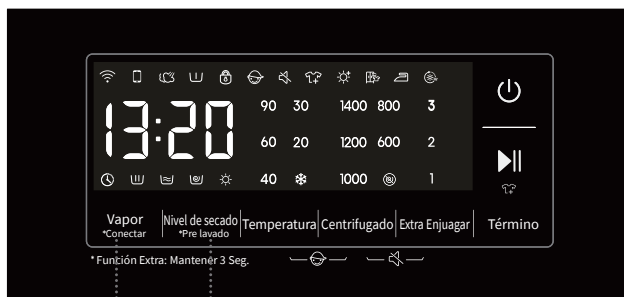 90 30 1400 800 3
13:20
60 20 1200 600 2
40 1000 1
Vapor Nivel de secado Temperatura Centrifugado Extra Enjuagar Término
*Conectar *Pre lavado
* Función Extra: Mantener 3 Seg.